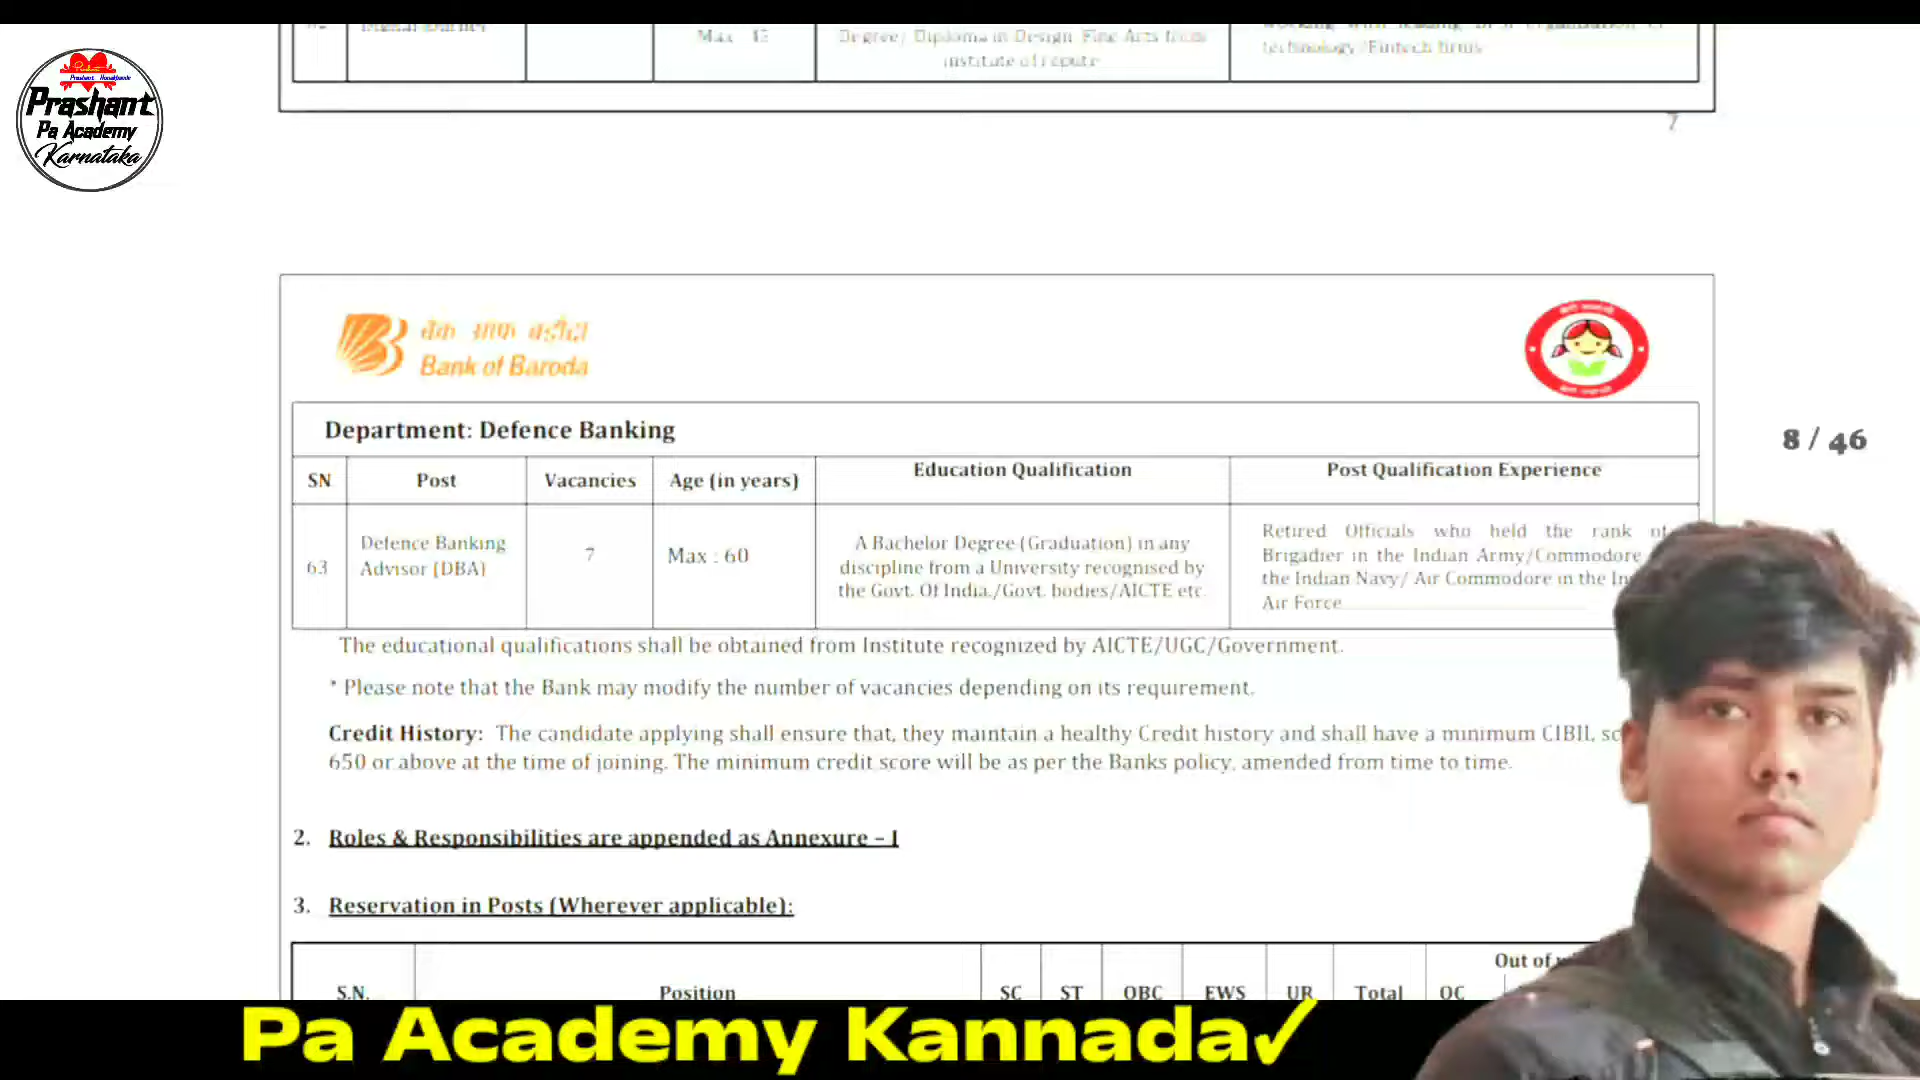 Max 43
Degree/ Diploma in Design Fine Arts from
institute of repute
technology/Fintech firms
7
Prashant
Pa Academy
Karnataka
बैंक ऑफ बड़ौदा
Bank of Baroda
Department: Defence Banking
8 / 46
SN Post Vacancies Age (in years) Education Qualification Post Qualification Experience
63 Defence Banking Advisor (DBA) 7 Max : 60
A Bachelor Degree (Graduation) in any
discipline from a University recognised by
the Govt. Of India./Govt. bodies/AICTE etc.
Retired Officials who held the rank of
Brigadier in the Indian Army/Commodore
the Indian Navy/ Air Commodore in the
Air Force
The educational qualifications shall be obtained from Institute recognized by AICTE/UGC/Government.
* Please note that the Bank may modify the number of vacancies depending on its requirement.
Credit History: The candidate applying shall ensure that, they maintain a healthy Credit history and shall have a minimum CIBIL
650 or above at the time of joining. The minimum credit score will be as per the Banks policy, amended from time to time.
2. Roles & Responsibilities are appended as Annexure – I
3. Reservation in Posts (Wherever applicable):
Out of
S.N. Position SC ST OBC EWS UR Total OC
Pa Academy Kannada✓